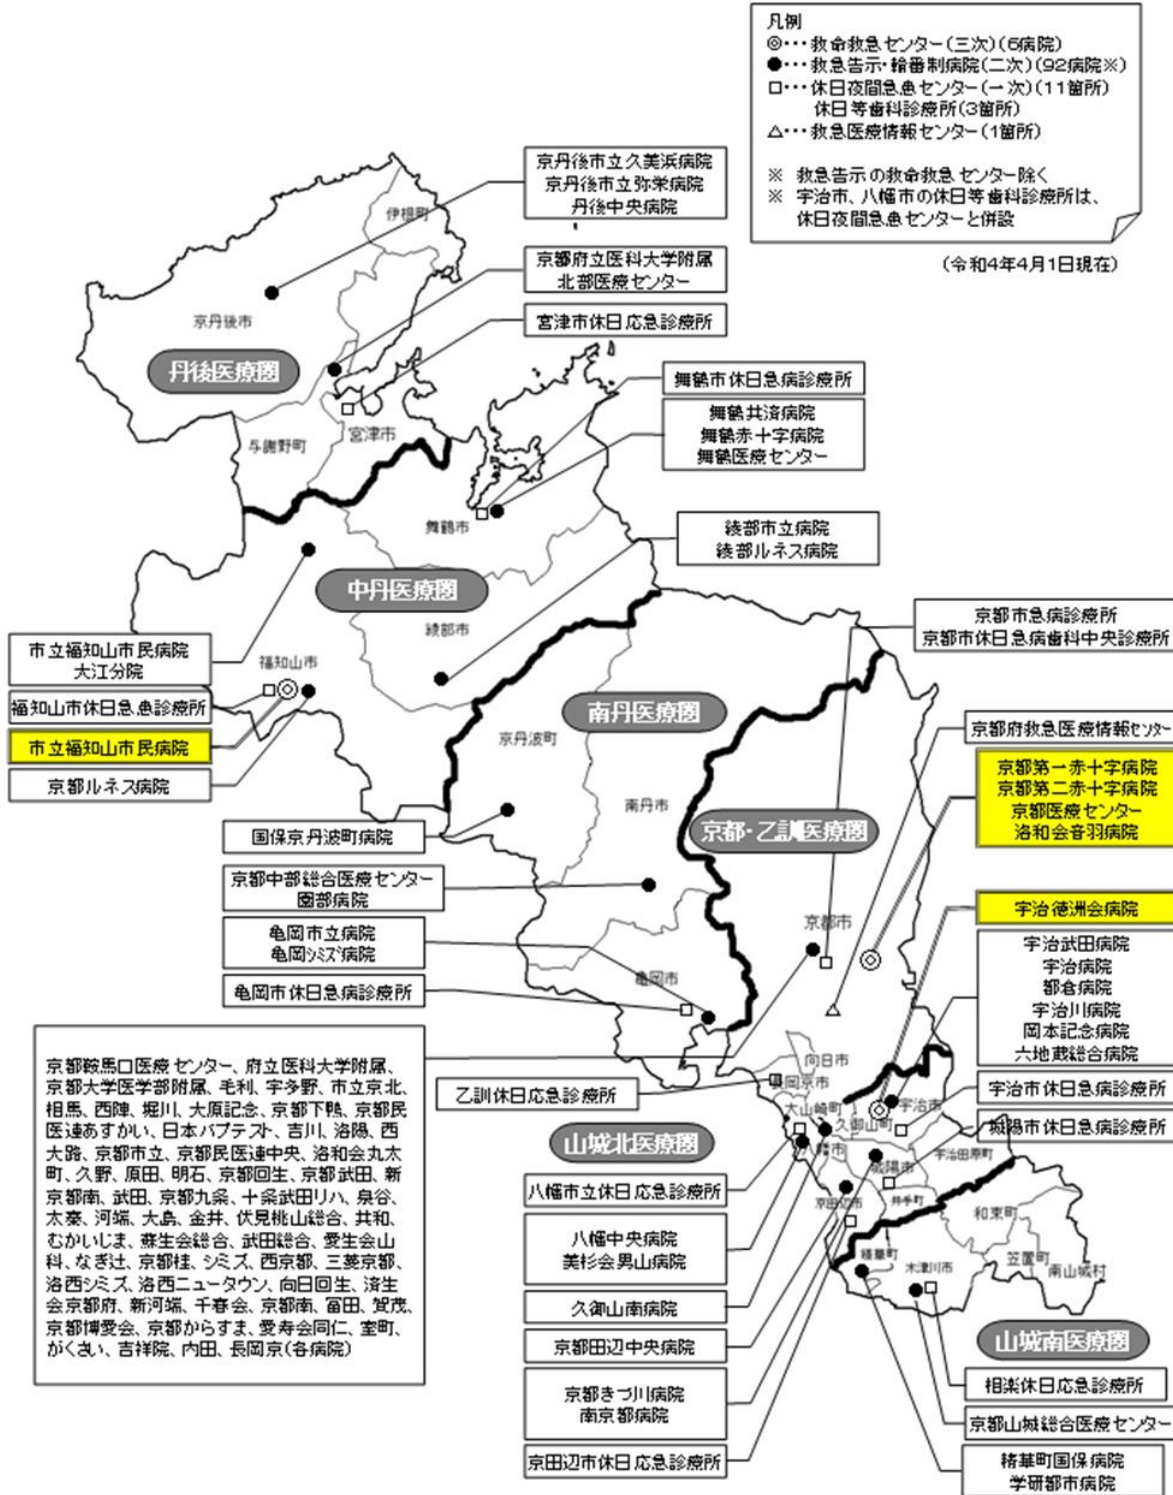 凡例
◎･･･救命救急センター(三次)(6病院)
●･･･救急告示・輪番制病院(二次)(92病院※)
□･･･休日夜間急患センター(一次)(11箇所)
休日等歯科診療所(3箇所)
△･･･救急医療情報センター(1箇所)
※ 救急告示の救命救急センター除く
※ 宇治市、八幡市の休日等歯科診療所は、
休日夜間急患センターと併設
(令和4年4月1日現在)
京丹後市立久美浜病院
京丹後市立弥栄病院
丹後中央病院
伊根町
京都府立医科大学附属
北部医療センター
京丹後市
宮津市休日応急診療所
丹後医療圏
舞鶴市休日急病診療所
舞鶴共済病院
舞鶴赤十字病院
舞鶴医療センター
与謝野町
宮津市
舞鶴市
綾部市立病院
綾部ルネス病院
中丹医療圏
綾部市
京都市急病診療所
京都市休日急病歯科中央診療所
市立福知山市民病院
大江分院
福知山市
福知山市休日急患診療所
市立福知山市民病院
京都ルネス病院
南丹医療圏
京丹波町
南丹市
京都府救急医療情報センター
京都第一赤十字病院
京都第二赤十字病院
京都医療センター
洛和会音羽病院
国保京丹波町病院
京都・乙訓医療圏
京都中部総合医療センター
園部病院
亀岡市立病院
亀岡シミズ病院
亀岡市休日急病診療所
亀岡市
京都市
宇治徳洲会病院
宇治武田病院
宇治病院
都倉病院
宇治川病院
岡本記念病院
六地蔵総合病院
宇治市休日急病診療所
城陽市休日急病診療所
京都鞍馬口医療センター、府立医科大学附属、
京都大学医学部附属、毛利、宇多野、市立京北、
相馬、西陣、堀川、大原記念、京都下鴨、京都民
医連あすかい、日本バプテスト、吉川、洛陽、西
大路、京都市立、京都民医連中央、洛和会丸太
町、久野、原田、明石、京都回生、京都武田、新
京都南、武田、京都九条、十条武田リハ、泉谷、
太秦、河端、大島、金井、伏見桃山総合、共和、
むかいじま、蘇生会総合、武田総合、愛生会山
科、なぎ辻、京都桂、シミズ、西京都、三菱京都、
洛西シミズ、洛西ニュータウン、向日回生、済生
会京都府、新河端、千春会、京都南、冨田、賀茂、
京都博愛会、京都からすま、愛寿会同仁、室町、
がくさい、吉祥院、内田、長岡京(各病院)
向日市
長岡京市
乙訓休日応急診療所
大山崎町
久御山町
宇治市
八幡市
城陽市
宇治田原町
山城北医療圏
八幡市立休日応急診療所
八幡中央病院
美杉会男山病院
久御山南病院
京都田辺中央病院
京都きづ川病院
南京都病院
京田辺市休日応急診療所
京田辺市
井手町
和束町
精華町
木津川市
笠置町
南山城村
山城南医療圏
相楽休日応急診療所
京都山城総合医療センター
精華町国保病院
学研都市病院